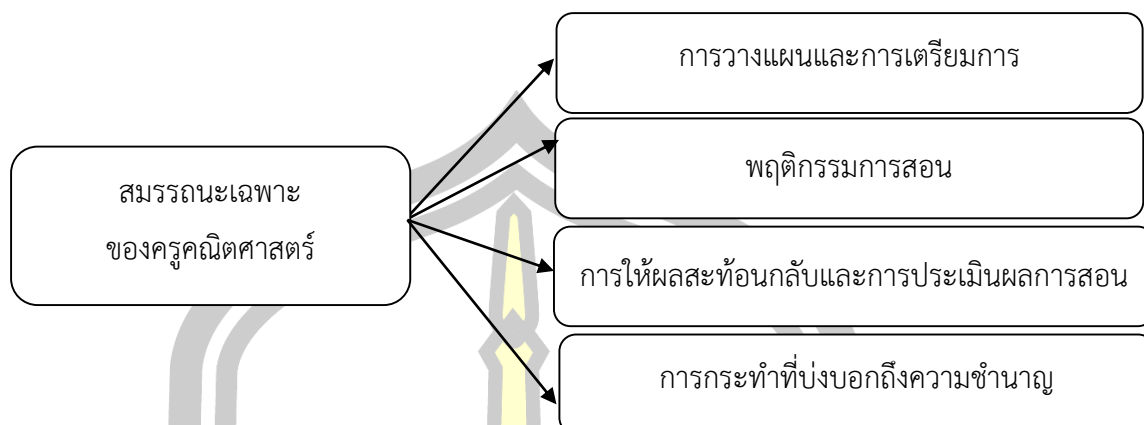 การวางแผนและการเตรียมการ
พฤติกรรมการสอน
สมรรถนะเฉพาะ
ของครูคณิตศาสตร์
การให้ผลสะท้อนกลับและการประเมินผลการสอน
การกระทำที่บ่งบอกถึงความชำนาญ